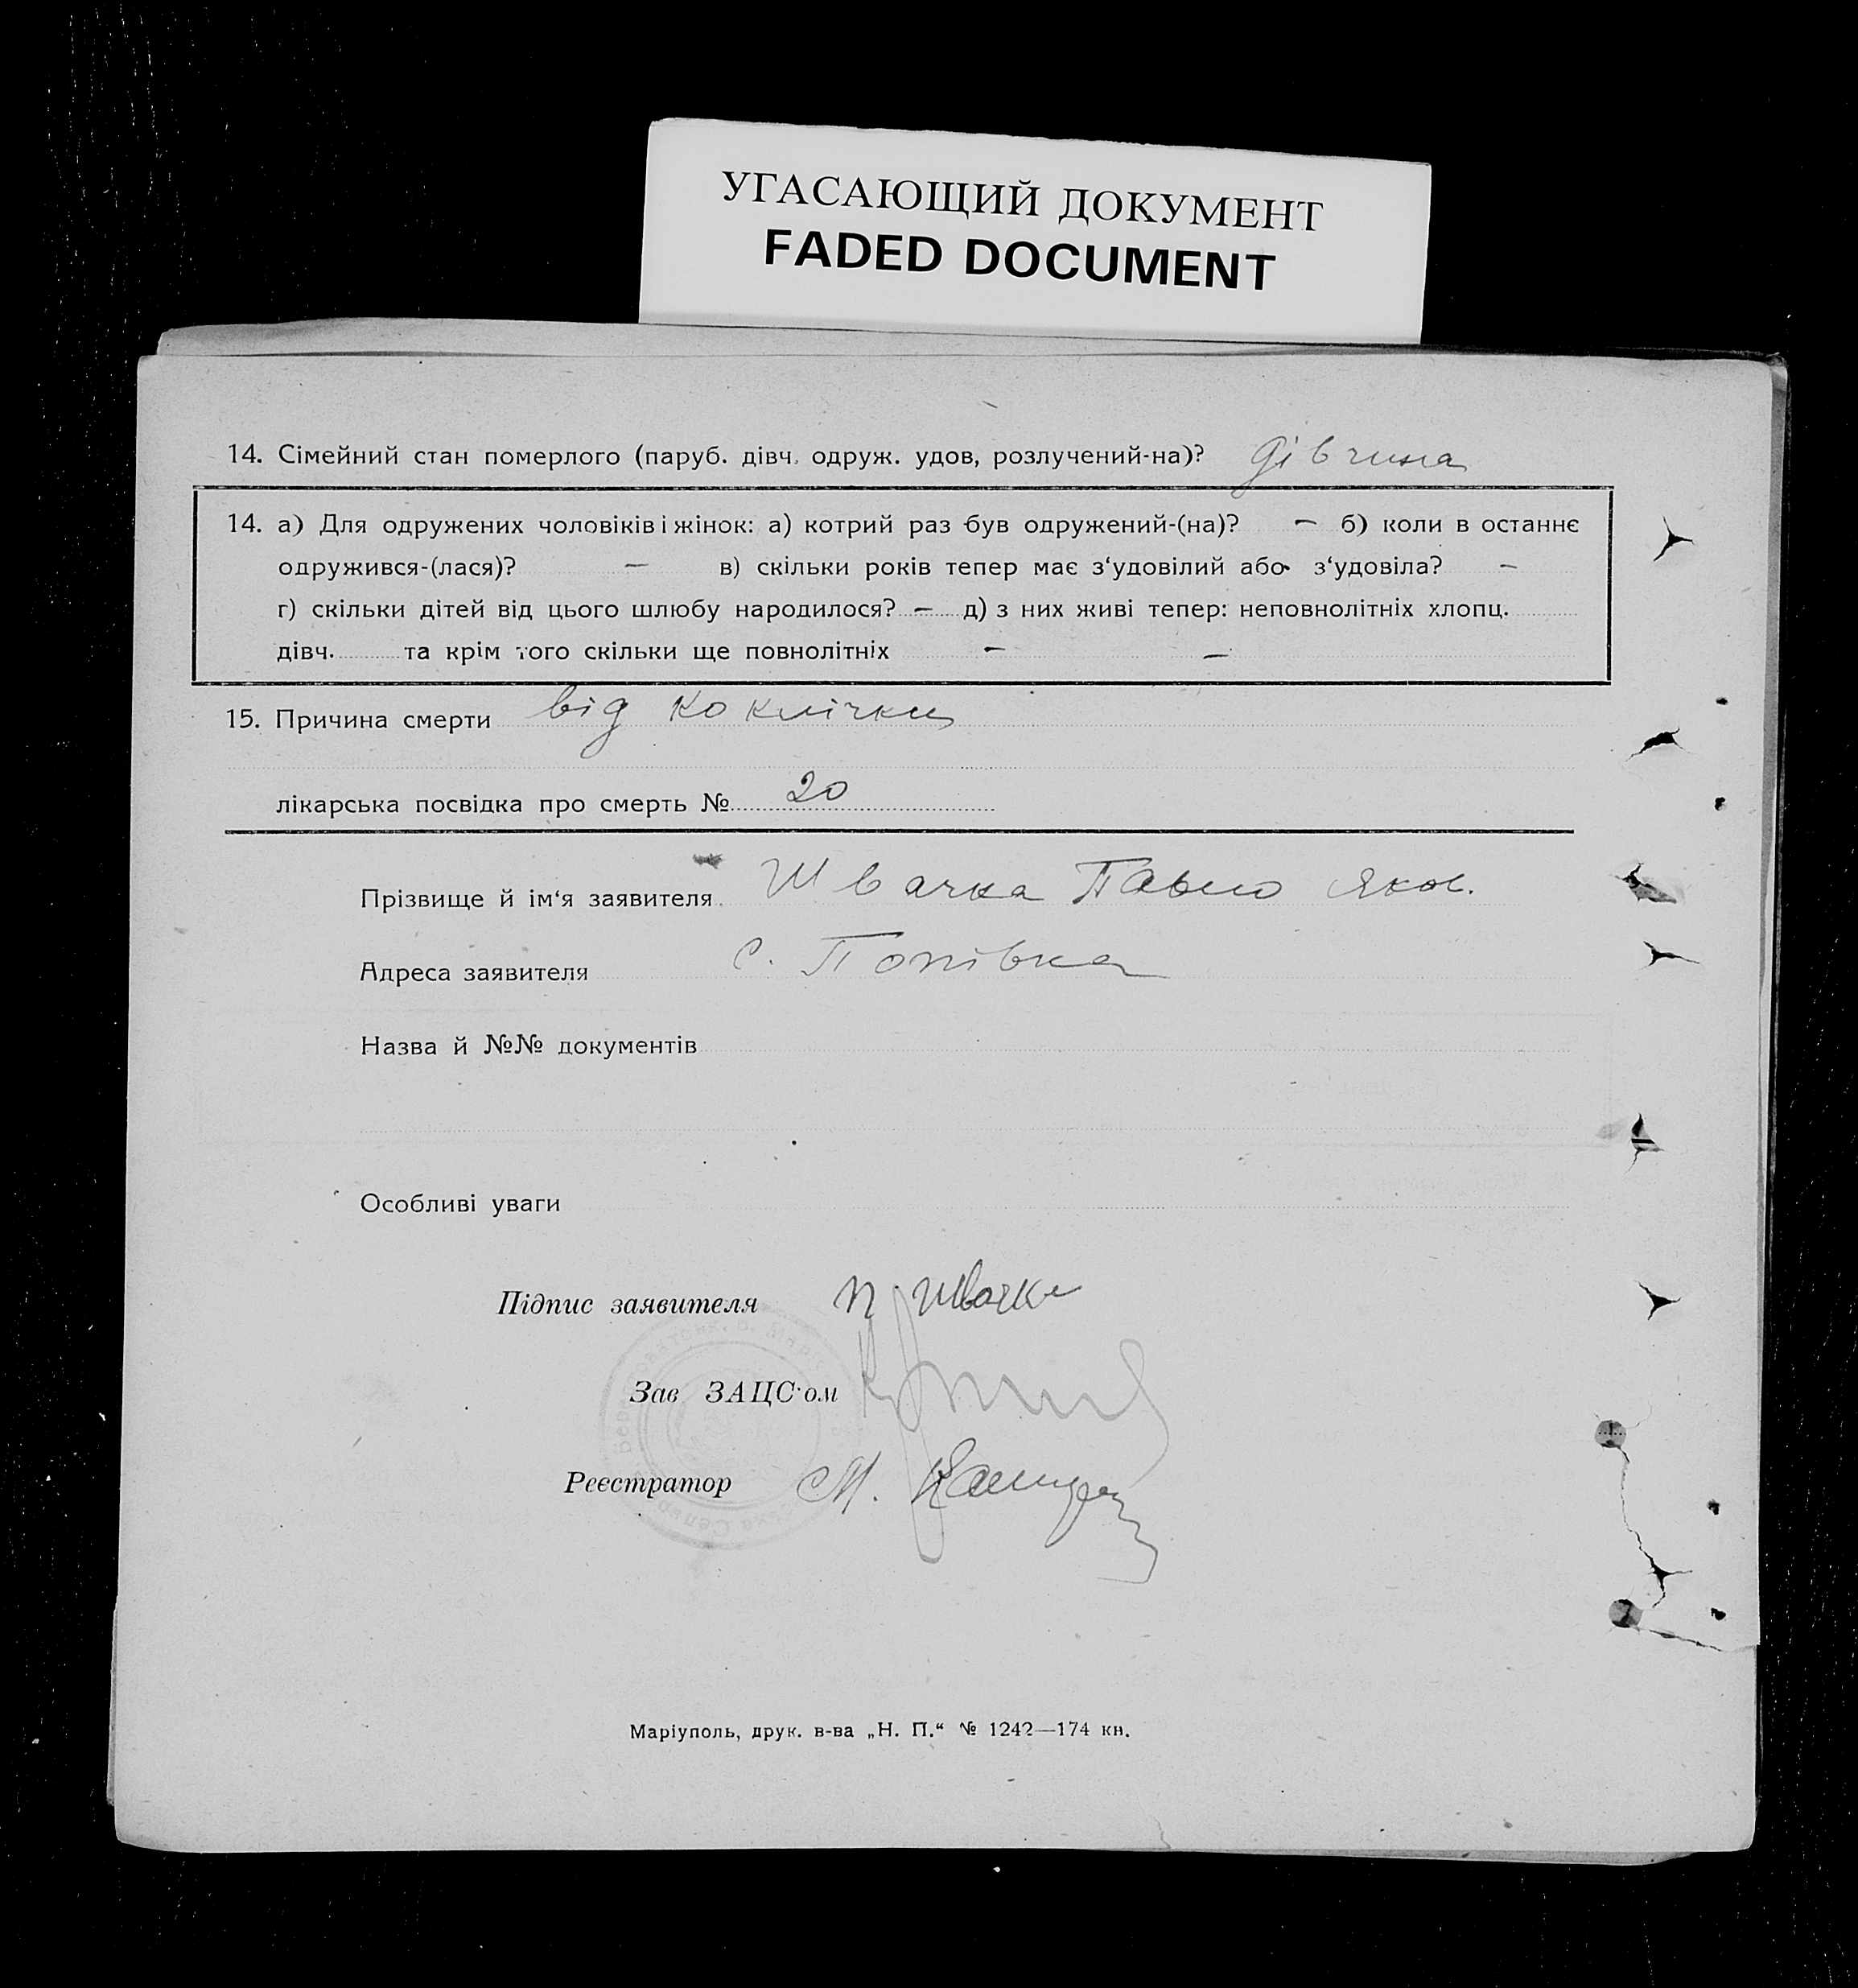 УГАСАЮЩИЙ ДОКУМЕНТ
FADED DOCUMENT
14. Сімейний стан померлого (паруб. дівч. одруж. удов, розлучений-на)? дівчина
14. а) Для одружених чоловіків і жінок: а) котрий раз був одружений-(на)? — б) коли в останнє
одружився-(лася)? — в) скільки років тепер має з‘удовілий або з‘удовіла? —
г) скільки дітей від цього шлюбу народилося? — д) з них живі тепер: неповнолітніх хлопц.
дівч. та крім того скільки ще повнолітніх — —
15. Причина смерти від коклічки
лікарська посвідка про смерть № 20
Прізвище й ім‘я заявителя Швачка Павло Яков.
Адреса заявителя с. Попівка
Назва й №№ документів
Особливі уваги
Підпис заявителя П. Швачка
Зав ЗАЦС‘ом
Реєстратор М.
Маріуполь, друк. в-ва „Н. П.“ № 1242—174 кн.